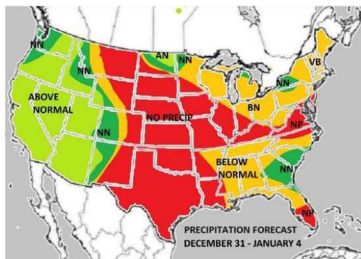 NN
AN
NN
VB
NN
NN
ABOVE
NORMAL
BN
NO PRECIP
NP
NN
BELOW
NORMAL
NN
NP
PRECIPITATION FORECAST
DECEMBER 31 - JANUARY 4